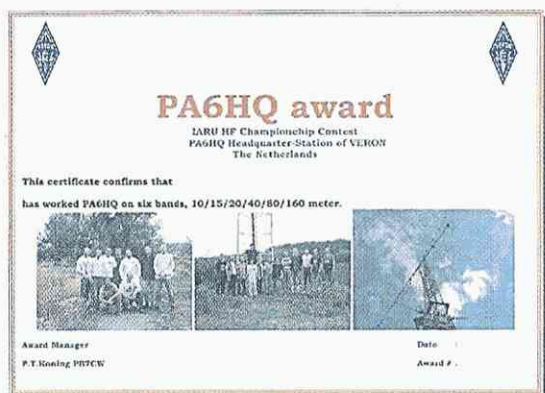 PA6HQ award
IARU HF Championchip Contest
PA6HQ Headquarter-Station of VERON
The Netherlands
This certificate confirms that
has worked PA6HQ on six bands, 10/15/20/40/80/160 meter.
Award Manager
Date :
P.T.Koning PB7CW
Award # .